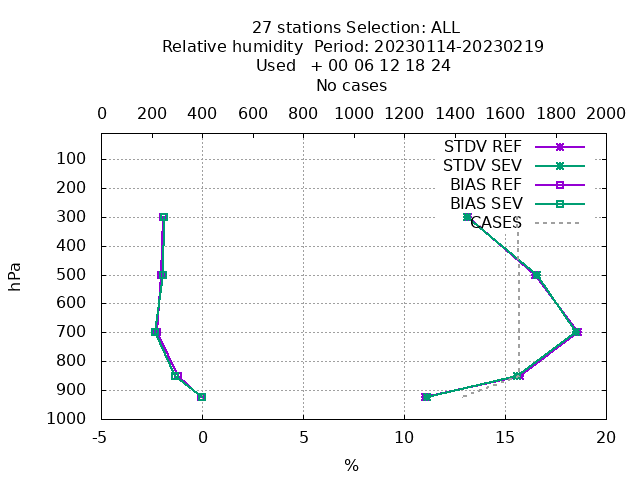 27 stations Selection: ALL
Relative humidity  Period: 20230114-20230219
Used   + 00 06 12 18 24
No cases
0 200 400 600 800 1000 1200 1400 1600 1800 2000
STDV REF
STDV SEV
BIAS REF
BIAS SEV
CASES
100
200
300
400
500
600
700
800
900
1000
hPa
-5 0 5 10 15 20
%